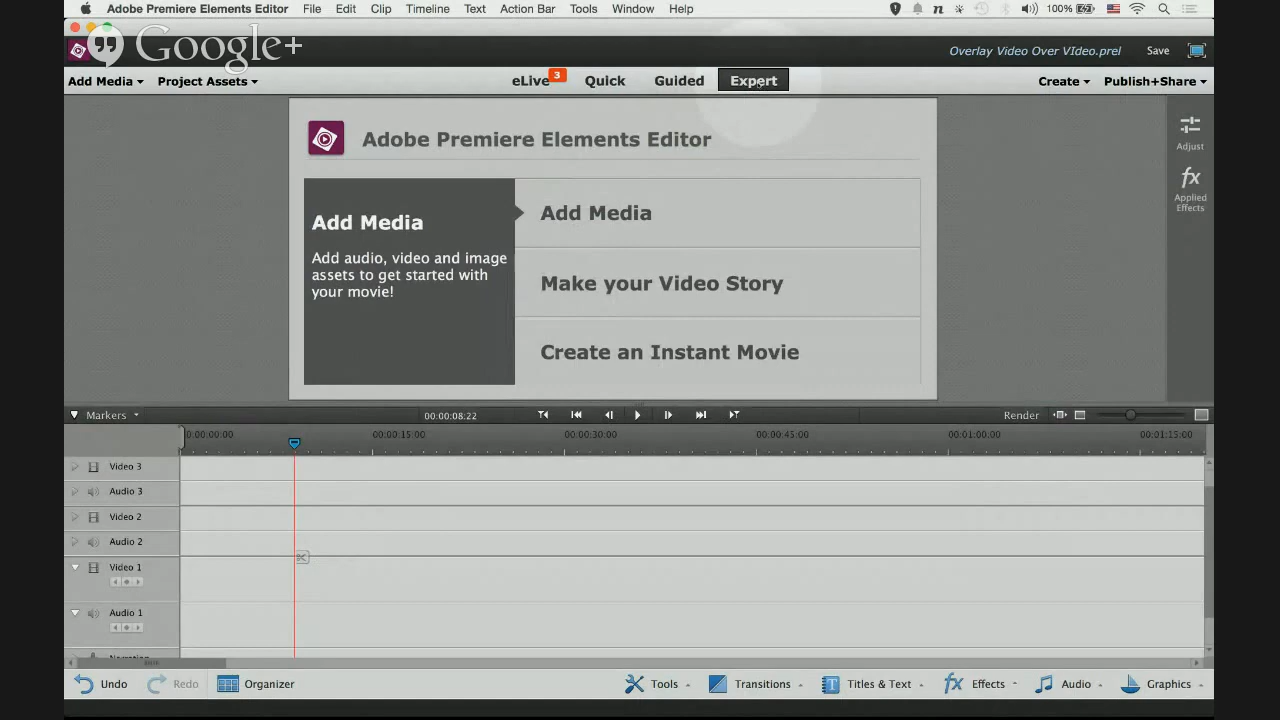 Adobe Premiere Elements Editor File Edit Clip Timeline Text Action Bar Tools Window Help 100%
Google+
Overlay Video Over VIdeo.prel Save
Add Media Project Assets eLive 3 Quick Guided Expert Create Publish+Share
Adobe Premiere Elements Editor
Add Media
Add audio, video and image
assets to get started with
your movie!
Add Media
Make your Video Story
Create an Instant Movie
Adjust
fx
Applied
Effects
Markers 00:00:08:22 Render
0:00:00:00 00:00:15:00 00:00:30:00 00:00:45:00 00:01:00:00 00:01:15:00
Video 3
Audio 3
Video 2
Audio 2
Video 1
Audio 1
Narration
Undo Redo Organizer Tools Transitions T Titles & Text fx Effects Audio Graphics